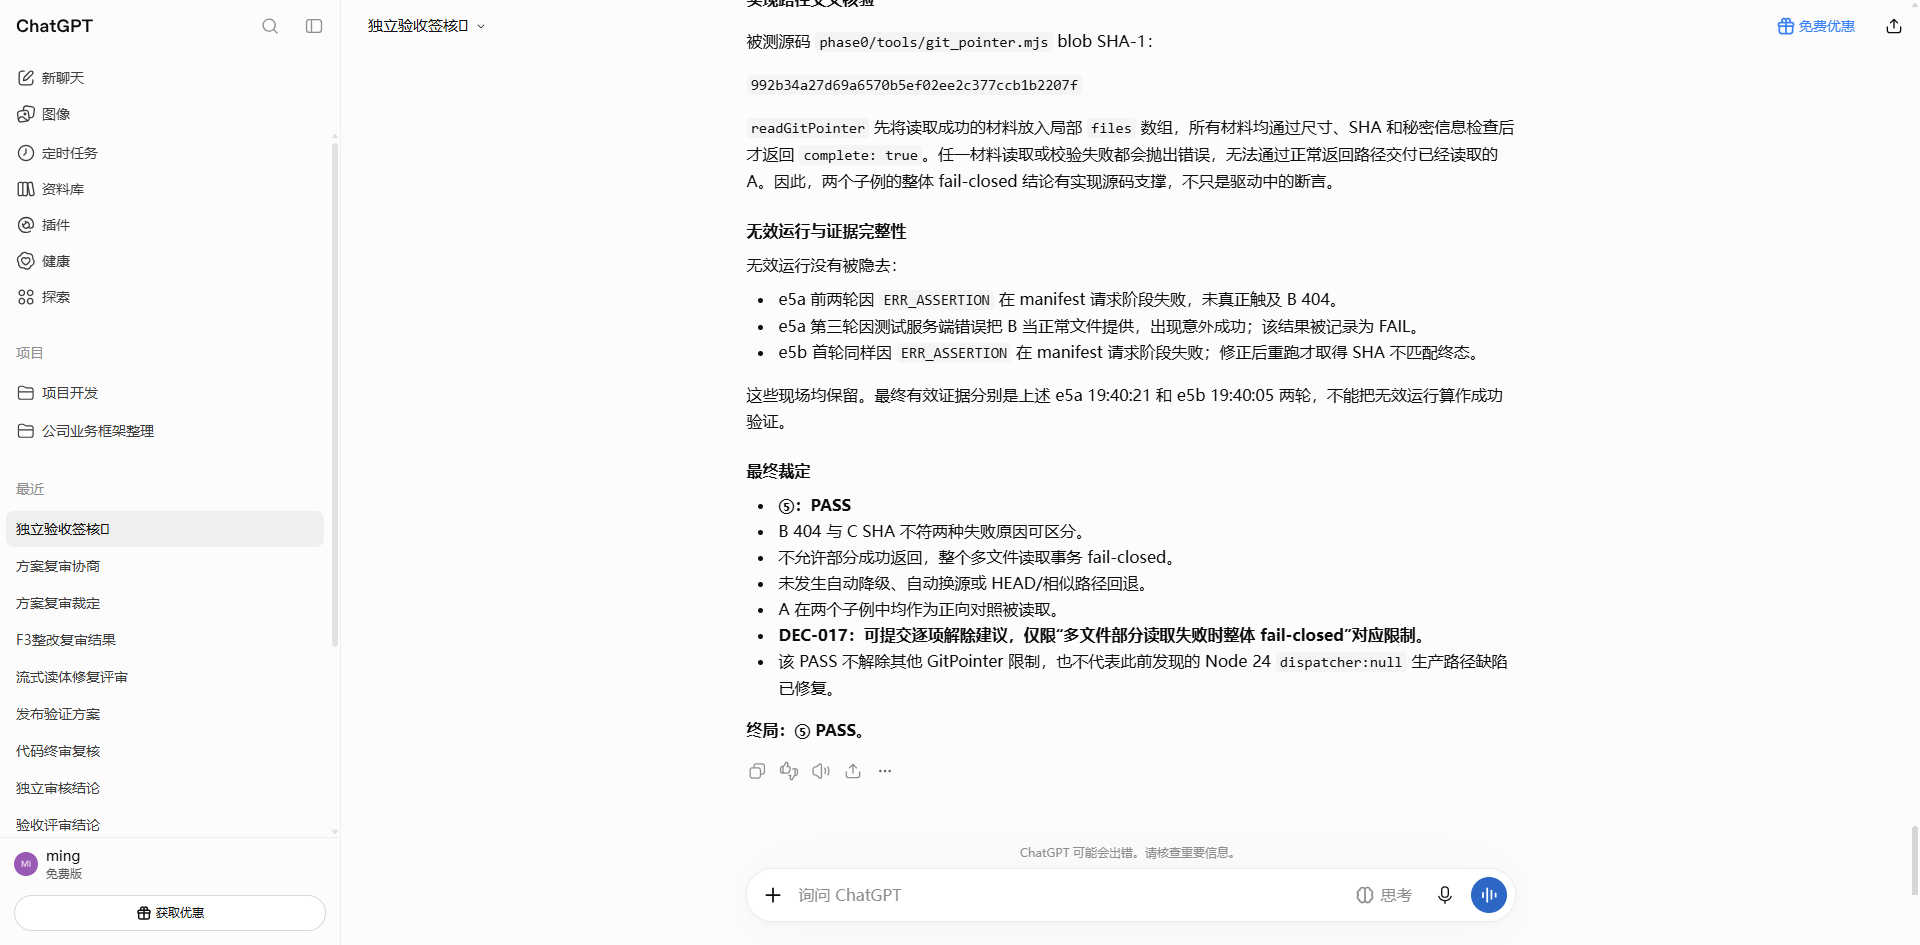 ChatGPT
新聊天
图像
定时任务
资料库
插件
健康
探索
项目
项目开发
公司业务框架整理
最近
独立验收签核
方案复审协商
方案复审裁定
F3整改复审结果
流式读体修复评审
发布验证方案
代码终审复核
独立审核结论
验收评审结论
MI
ming
免费版
获取优惠
独立验收签核
免费优惠
被测源码 phase0/tools/git_pointer.mjs blob SHA-1：
992b34a27d69a6570b5ef02ee2c377ccb1b2207f
readGitPointer 先将读取成功的材料放入局部 files 数组，所有材料均通过尺寸、SHA 和秘密信息检查后
才返回 complete: true。任一材料读取或校验失败都会抛出错误，无法通过正常返回路径交付已经读取的
A。因此，两个子例的整体 fail-closed 结论有实现源码支撑，不只是驱动中的断言。
无效运行与证据完整性
无效运行没有被隐去：
• e5a 前两轮因 ERR_ASSERTION 在 manifest 请求阶段失败，未真正触及 B 404。
• e5a 第三轮因测试服务端错误把 B 当正常文件提供，出现意外成功；该结果被记录为 FAIL。
• e5b 首轮同样因 ERR_ASSERTION 在 manifest 请求阶段失败；修正后重跑才取得 SHA 不匹配终态。
这些现场均保留。最终有效证据分别是上述 e5a 19:40:21 和 e5b 19:40:05 两轮，不能把无效运行算作成功
验证。
最终裁定
• ⑤：PASS
• B 404 与 C SHA 不符两种失败原因可区分。
• 不允许部分成功返回，整个多文件读取事务 fail-closed。
• 未发生自动降级、自动换源或 HEAD/相似路径回退。
• A 在两个子例中均作为正向对照被读取。
• DEC-017：可提交逐项解除建议，仅限“多文件部分读取失败时整体 fail-closed”对应限制。
• 该 PASS 不解除其他 GitPointer 限制，也不代表此前发现的 Node 24 dispatcher:null 生产路径缺陷
已修复。
终局：⑤ PASS。
ChatGPT 可能会出错。请核查重要信息。
询问 ChatGPT
思考